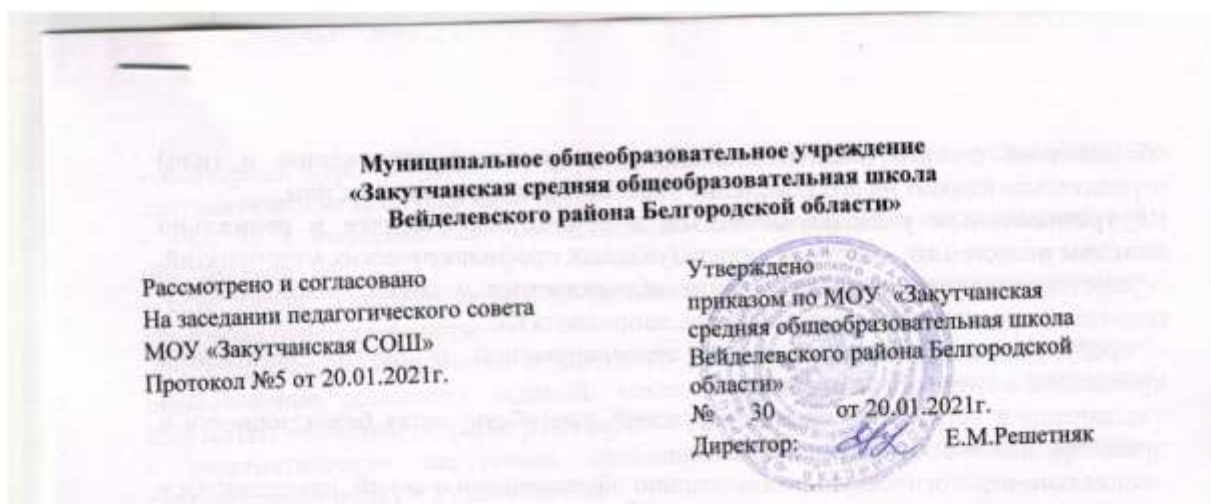 Муниципальное общеобразовательное учреждение
«Закутчанская средняя общеобразовательная школа
Вейделевского района Белгородской области»
Рассмотрено и согласовано
На заседании педагогического совета
МОУ «Закутчанская СОШ»
Протокол №5 от 20.01.2021г.
Утверждено
приказом по МОУ «Закутчанская
средняя общеобразовательная школа
Вейделевского района Белгородской
области»
№ 30 от 20.01.2021г.
Директор: Е.М.Решетняк